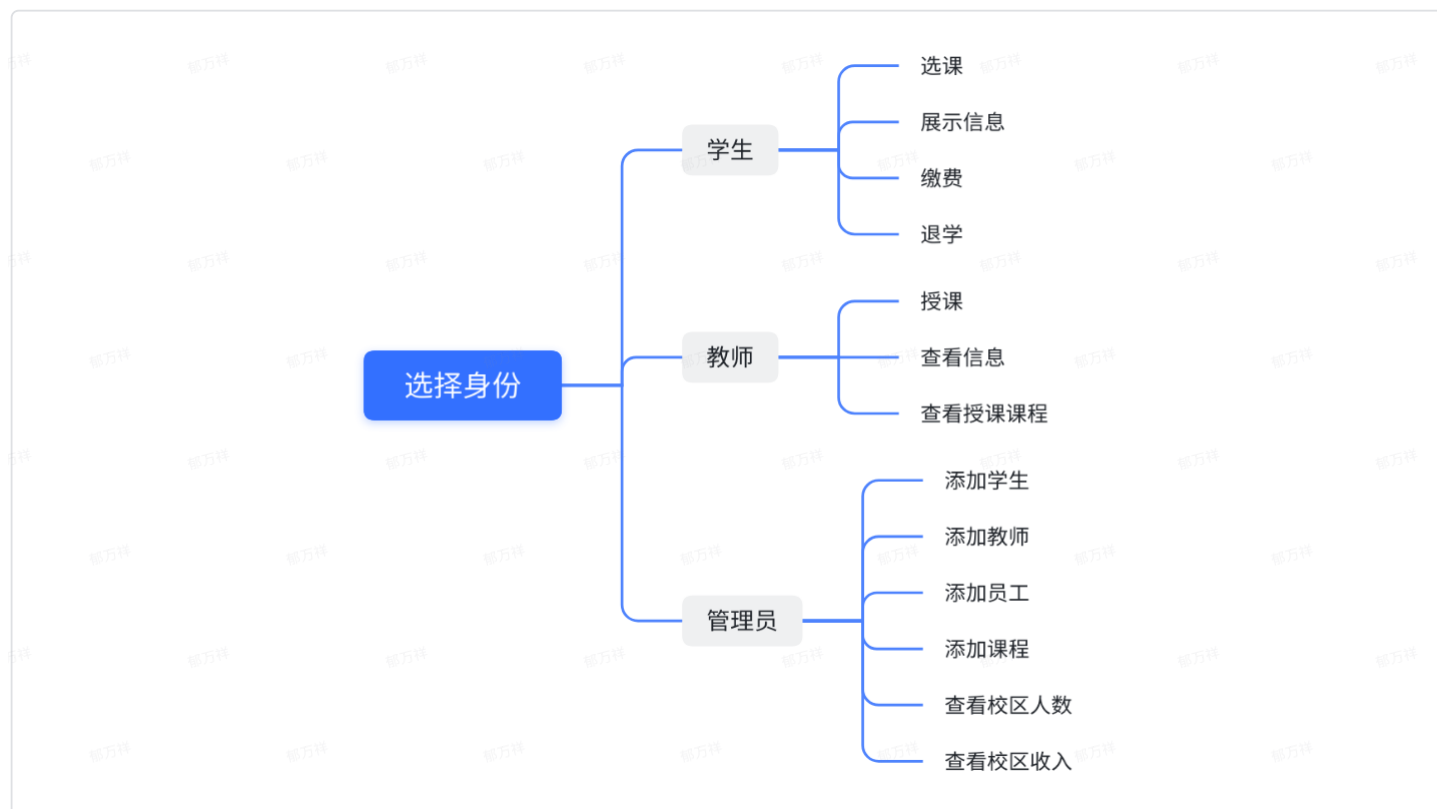 选择身份
学生
选课
展示信息
缴费
退学
教师
授课
查看信息
查看授课课程
管理员
添加学生
添加教师
添加员工
添加课程
查看校区人数
查看校区收入
郁万祥